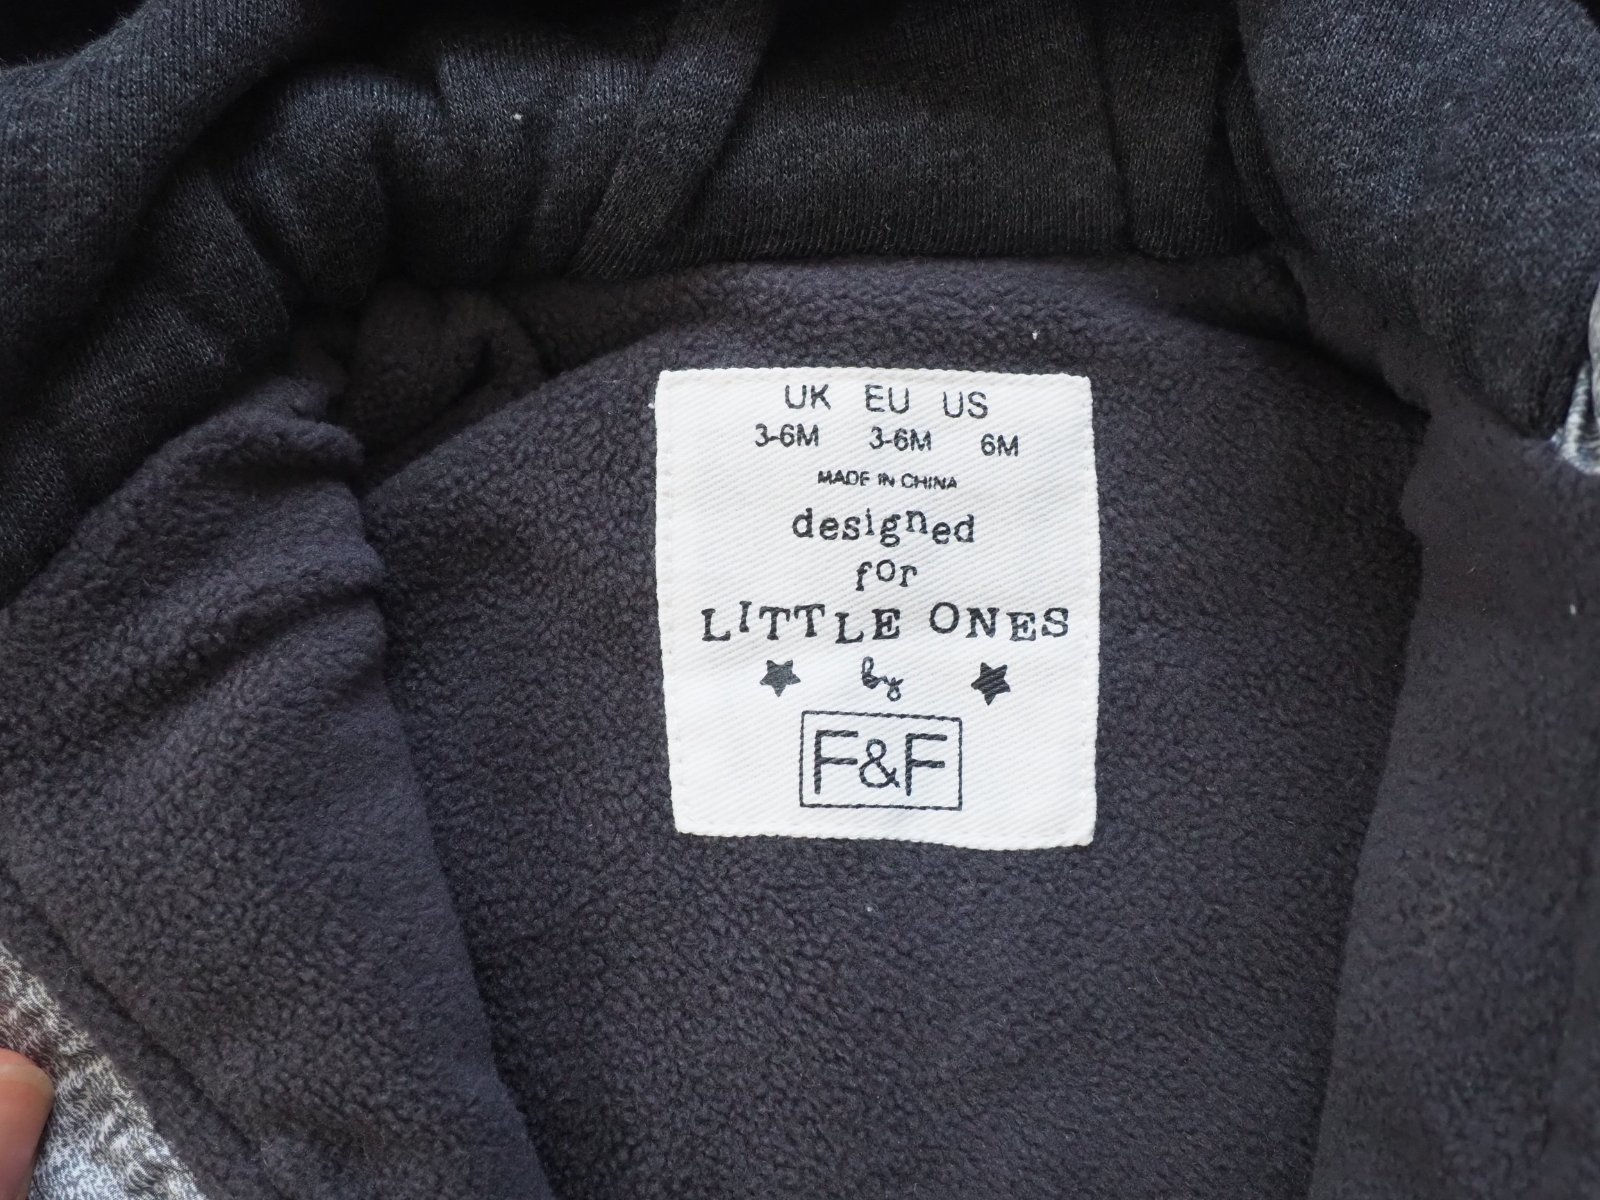 UK EU US
3-6M 3-6M 6M
MADE IN CHINA
designed
for
LITTLE ONES
by
F&F